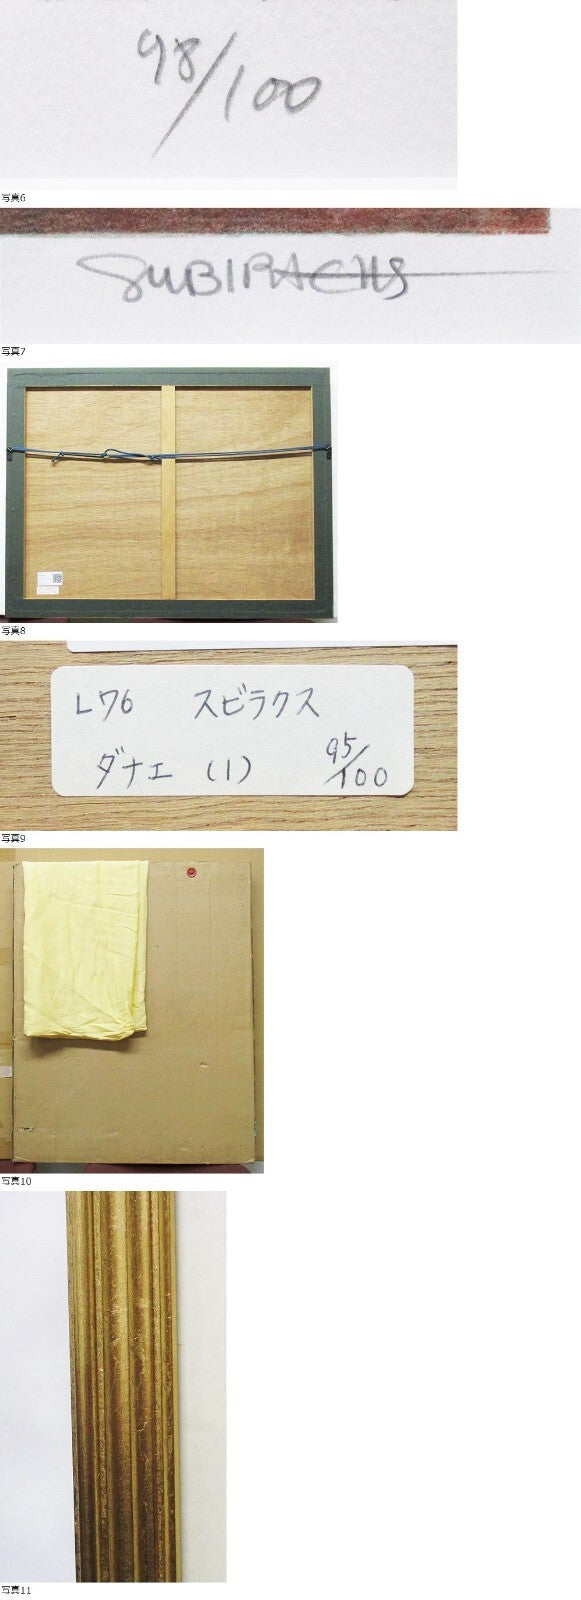 98/100
写真6
SUBIRACHS
写真7
写真8
L76 スビラクス
ダナエ (1) 95/100
写真9
写真10
写真11